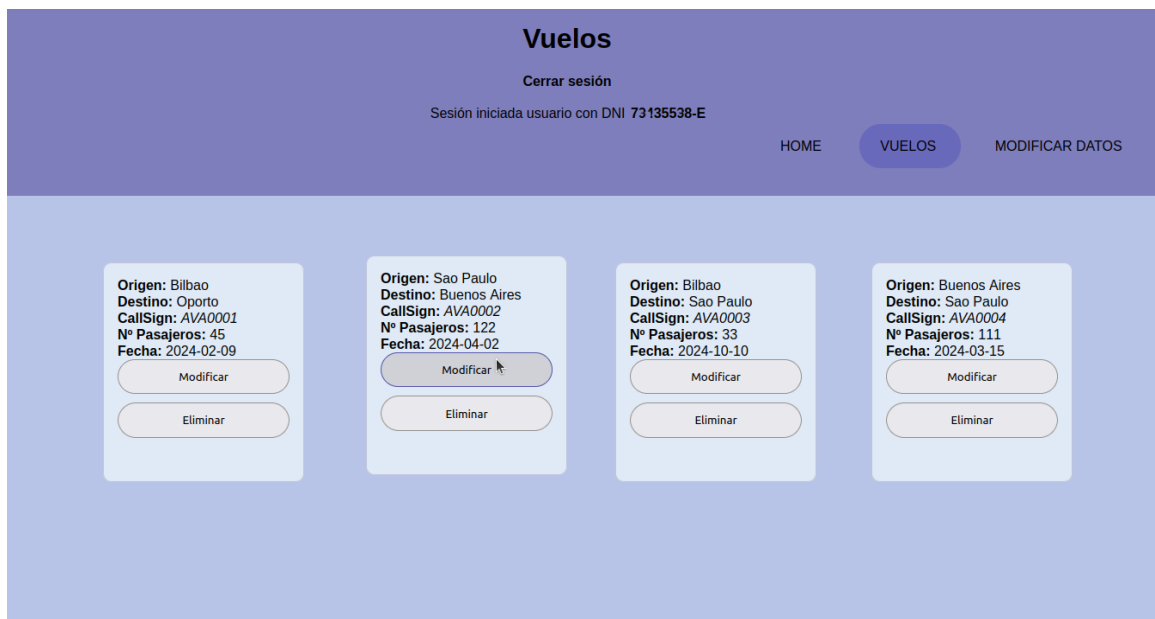 Vuelos
Cerrar sesión
Sesión iniciada usuario con DNI 73135538-E
HOME VUELOS MODIFICAR DATOS
Origen: Bilbao
Destino: Oporto
CallSign: AVA0001
Nº Pasajeros: 45
Fecha: 2024-02-09
Modificar
Eliminar
Origen: Sao Paulo
Destino: Buenos Aires
CallSign: AVA0002
Nº Pasajeros: 122
Fecha: 2024-04-02
Modificar
Eliminar
Origen: Bilbao
Destino: Sao Paulo
CallSign: AVA0003
Nº Pasajeros: 33
Fecha: 2024-10-10
Modificar
Eliminar
Origen: Buenos Aires
Destino: Sao Paulo
CallSign: AVA0004
Nº Pasajeros: 111
Fecha: 2024-03-15
Modificar
Eliminar